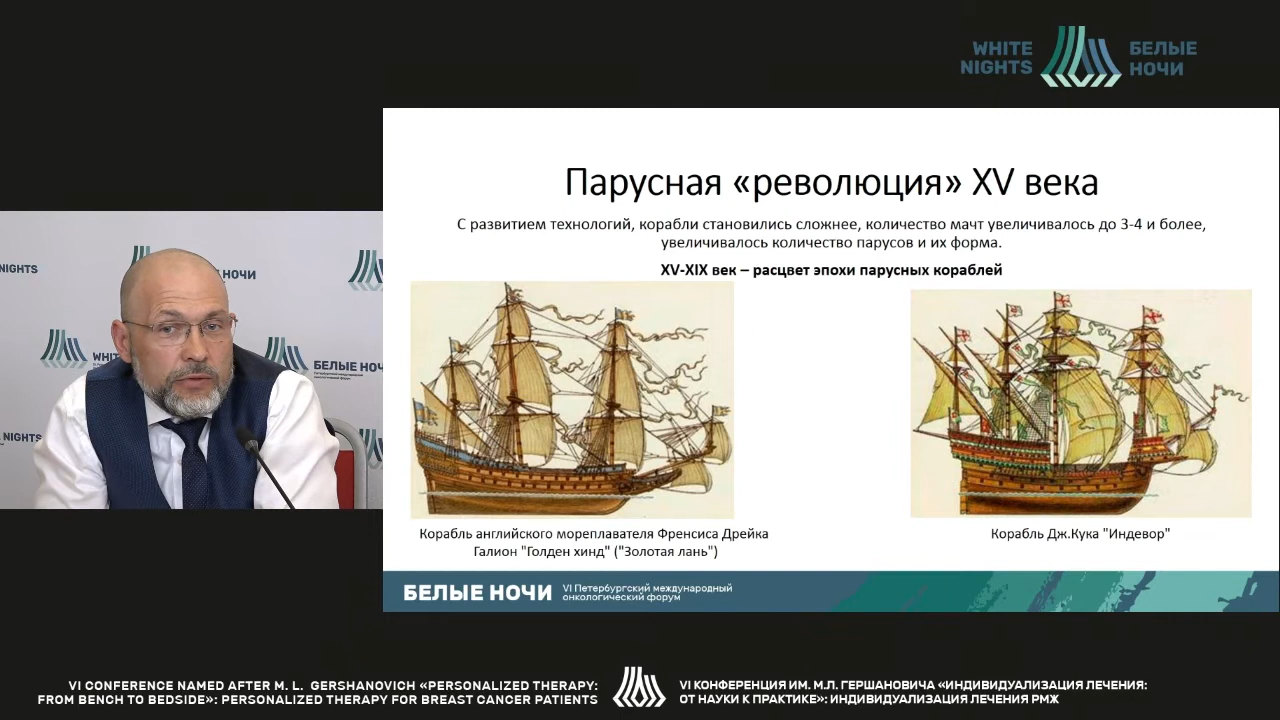 WHITE
NIGHTS
БЕЛЫЕ
НОЧИ
Парусная «революция» XV века
С развитием технологий, корабли становились сложнее, количество мачт увеличивалось до 3-4 и более,
увеличивалось количество парусов и их форма.
XV-XIX век – расцвет эпохи парусных кораблей
Корабль английского мореплавателя Френсиса Дрейка
Галион "Голден хинд" ("Золотая лань")
Корабль Дж.Кука "Индевор"
БЕЛЫЕ НОЧИ
VI Петербургский международный
онкологический форум
NIGHTS
НОЧИ
WHITE
БЕЛЫЕ НОЧ
NIGHTS
VI CONFERENCE NAMED AFTER M. L. GERSHANOVICH «PERSONALIZED THERAPY:
FROM BENCH TO BEDSIDE»: PERSONALIZED THERAPY FOR BREAST CANCER PATIENTS
VI КОНФЕРЕНЦИЯ ИМ. М.Л. ГЕРШАНОВИЧА «ИНДИВИДУАЛИЗАЦИЯ ЛЕЧЕНИЯ:
ОТ НАУКИ К ПРАКТИКЕ»: ИНДИВИДУАЛИЗАЦИЯ ЛЕЧЕНИЯ РМЖ